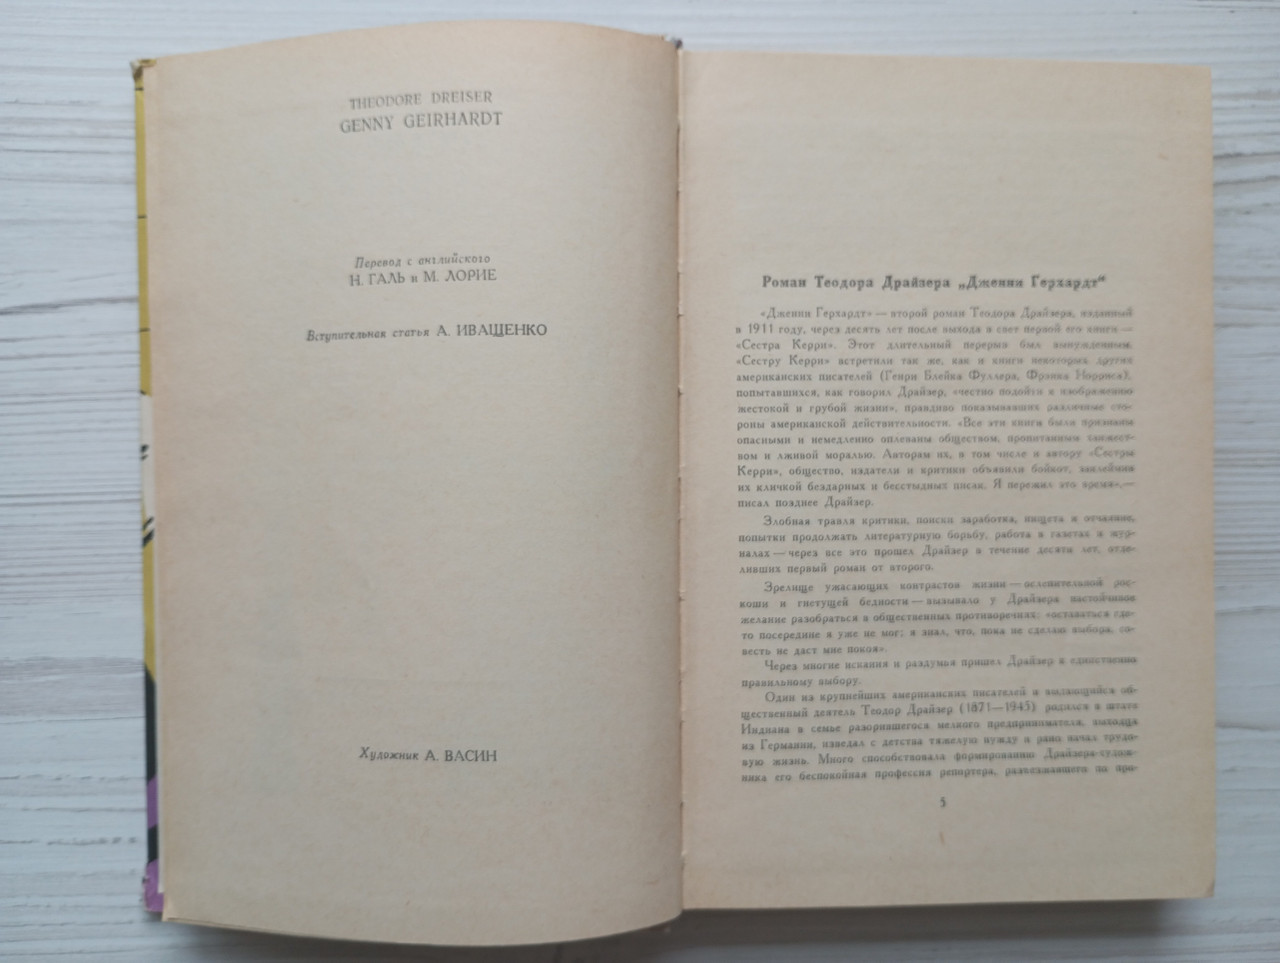 THEODORE DREISER
GENNY GEIRHARDT
Перевод с английского
Н. ГАЛЬ и М. ЛОРИЕ
Вступительная статья А. ИВАЩЕНКО
Художник А. ВАСИН
Роман Теодора Драйзера „Дженни Герхардт“
«Дженни Герхардт» — второй роман Теодора Драйзера, изданный
в 1911 году, через десять лет после выхода в свет первой его книги —
«Сестра Керри». Этот длительный перерыв был вынужденным.
«Сестру Керри» встретили так же, как и книги некоторых других
американских писателей (Генри Блейка Фуллера, Фрэнка Норриса),
попытавшихся, как говорил Драйзер, «честно подойти к изображению
жестокой и грубой жизни», правдиво показывавших различные сто-
роны американской действительности. «Все эти книги были признаны
опасными и немедленно оплеваны обществом, пропитанным ханжест-
вом и лживой моралью. Авторам их, в том числе и автору «Сестры
Керри», общество, издатели и критики объявили бойкот, заклеймив
их кличкой бездарных и бесстыдных писак. Я пережил это время»,—
писал позднее Драйзер.
Злобная травля критики, поиски заработка, нищета и отчаяние,
попытки продолжать литературную борьбу, работа в газетах и жур-
налах — через все это прошел Драйзер в течение десяти лет, отде-
ливших первый роман от второго.
Зрелище ужасающих контрастов жизни — ослепительной рос-
коши и гнетущей бедности — вызывало у Драйзера настойчивое
желание разобраться в общественных противоречиях; «оставаться где-
то посередине я уже не мог; я знал, что, пока не сделаю выбора, со-
весть не даст мне покоя».
Через многие искания и раздумья пришел Драйзер к единственно
правильному выбору.
Один из крупнейших американских писателей и выдающийся об-
щественный деятель Теодор Драйзер (1871—1945) родился в штате
Индиана в семье разорившегося мелкого предпринимателя, выходца
из Германии, изведал с детства тяжелую нужду и рано начал трудо-
вую жизнь. Много способствовала формированию Драйзера-худож-
ника его беспокойная профессия репортера, разъезжавшего по про-
5